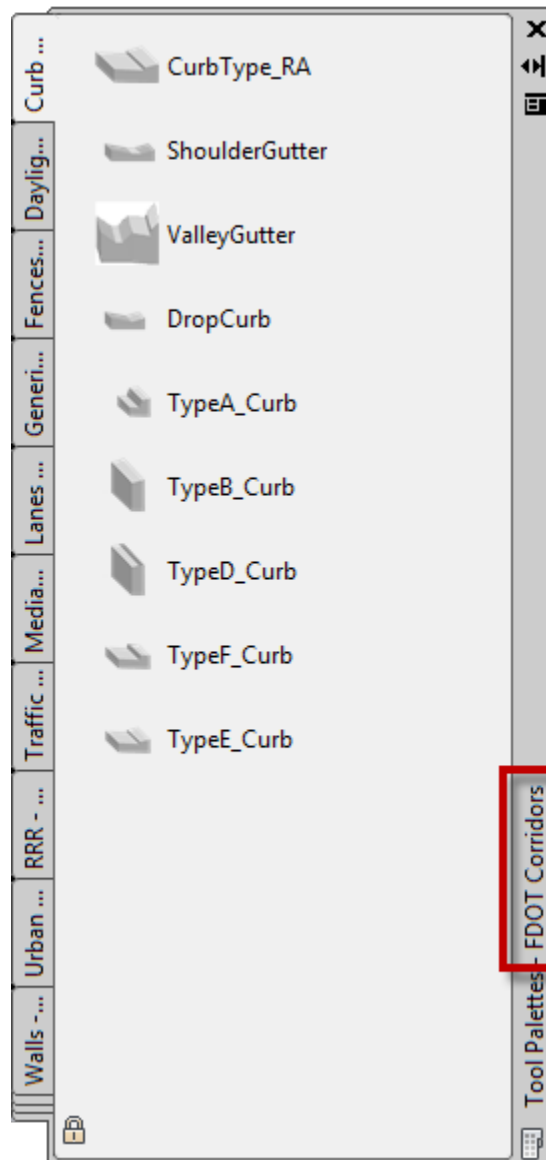 Curb ...
Daylig...
Fences...
Generi...
Lanes ...
Media...
Traffic ...
RRR - ...
Urban ...
Walls -...
CurbType_RA
ShoulderGutter
ValleyGutter
DropCurb
TypeA_Curb
TypeB_Curb
TypeD_Curb
TypeF_Curb
TypeE_Curb
Tool Palettes - FDOT Corridors